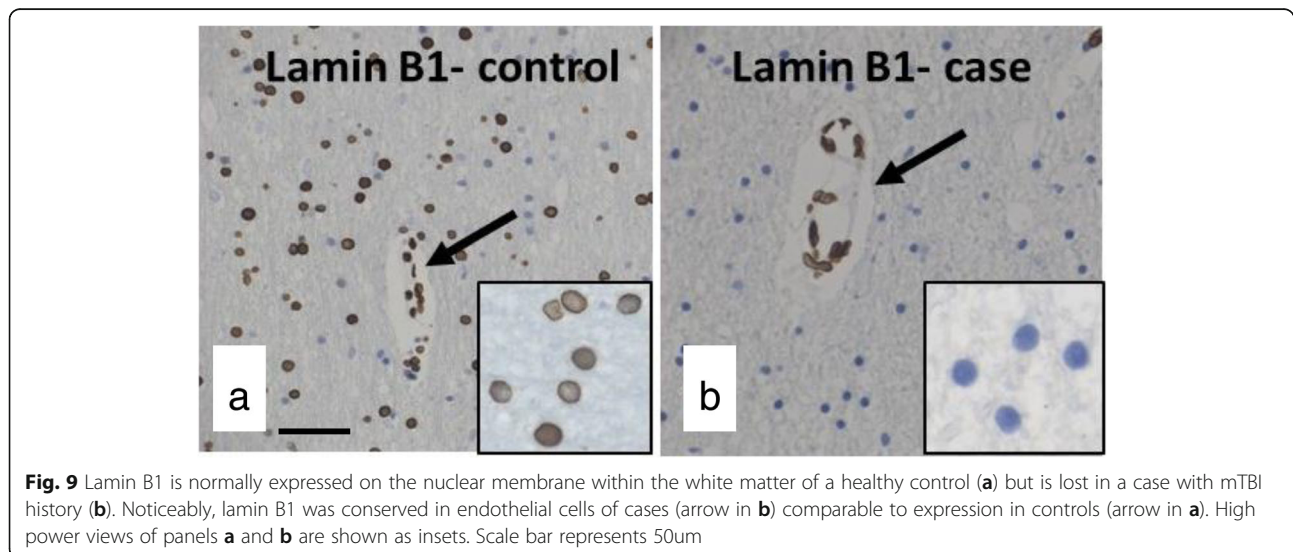 Lamin B1- control
Lamin B1- case
a
b
Fig. 9 Lamin B1 is normally expressed on the nuclear membrane within the white matter of a healthy control (a) but is lost in a case with mTBI
history (b). Noticeably, lamin B1 was conserved in endothelial cells of cases (arrow in b) comparable to expression in controls (arrow in a). High
power views of panels a and b are shown as insets. Scale bar represents 50um